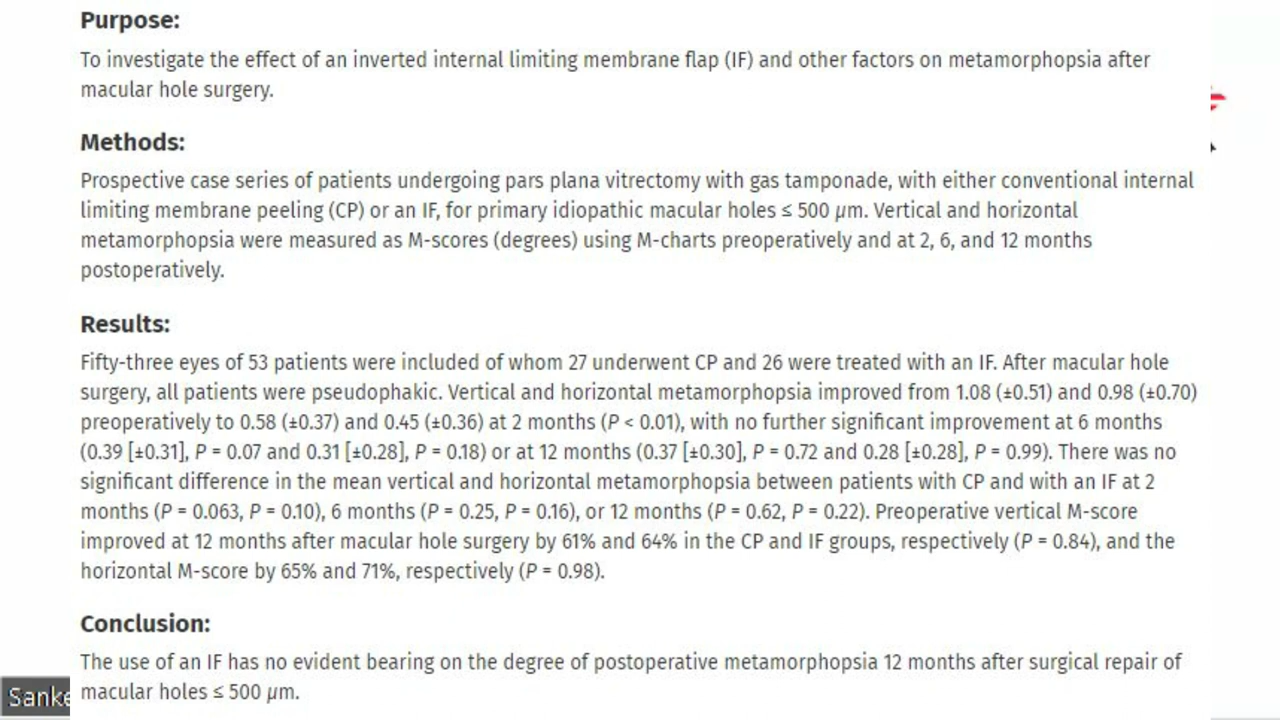 Purpose:
To investigate the effect of an inverted internal limiting membrane flap (IF) and other factors on metamorphopsia after
macular hole surgery.
Methods:
Prospective case series of patients undergoing pars plana vitrectomy with gas tamponade, with either conventional internal
limiting membrane peeling (CP) or an IF, for primary idiopathic macular holes ≤ 500 µm. Vertical and horizontal
metamorphopsia were measured as M-scores (degrees) using M-charts preoperatively and at 2, 6, and 12 months
postoperatively.
Results:
Fifty-three eyes of 53 patients were included of whom 27 underwent CP and 26 were treated with an IF. After macular hole
surgery, all patients were pseudophakic. Vertical and horizontal metamorphopsia improved from 1.08 (±0.51) and 0.98 (±0.70)
preoperatively to 0.58 (±0.37) and 0.45 (±0.36) at 2 months (P < 0.01), with no further significant improvement at 6 months
(0.39 [±0.31], P = 0.07 and 0.31 [±0.28], P = 0.18) or at 12 months (0.37 [±0.30], P = 0.72 and 0.28 [±0.28], P = 0.99). There was no
significant difference in the mean vertical and horizontal metamorphopsia between patients with CP and with an IF at 2
months (P = 0.063, P = 0.10), 6 months (P = 0.25, P = 0.16), or 12 months (P = 0.62, P = 0.22). Preoperative vertical M-score
improved at 12 months after macular hole surgery by 61% and 64% in the CP and IF groups, respectively (P = 0.84), and the
horizontal M-score by 65% and 71%, respectively (P = 0.98).
Conclusion:
The use of an IF has no evident bearing on the degree of postoperative metamorphopsia 12 months after surgical repair of
macular holes ≤ 500 µm.
Sanke